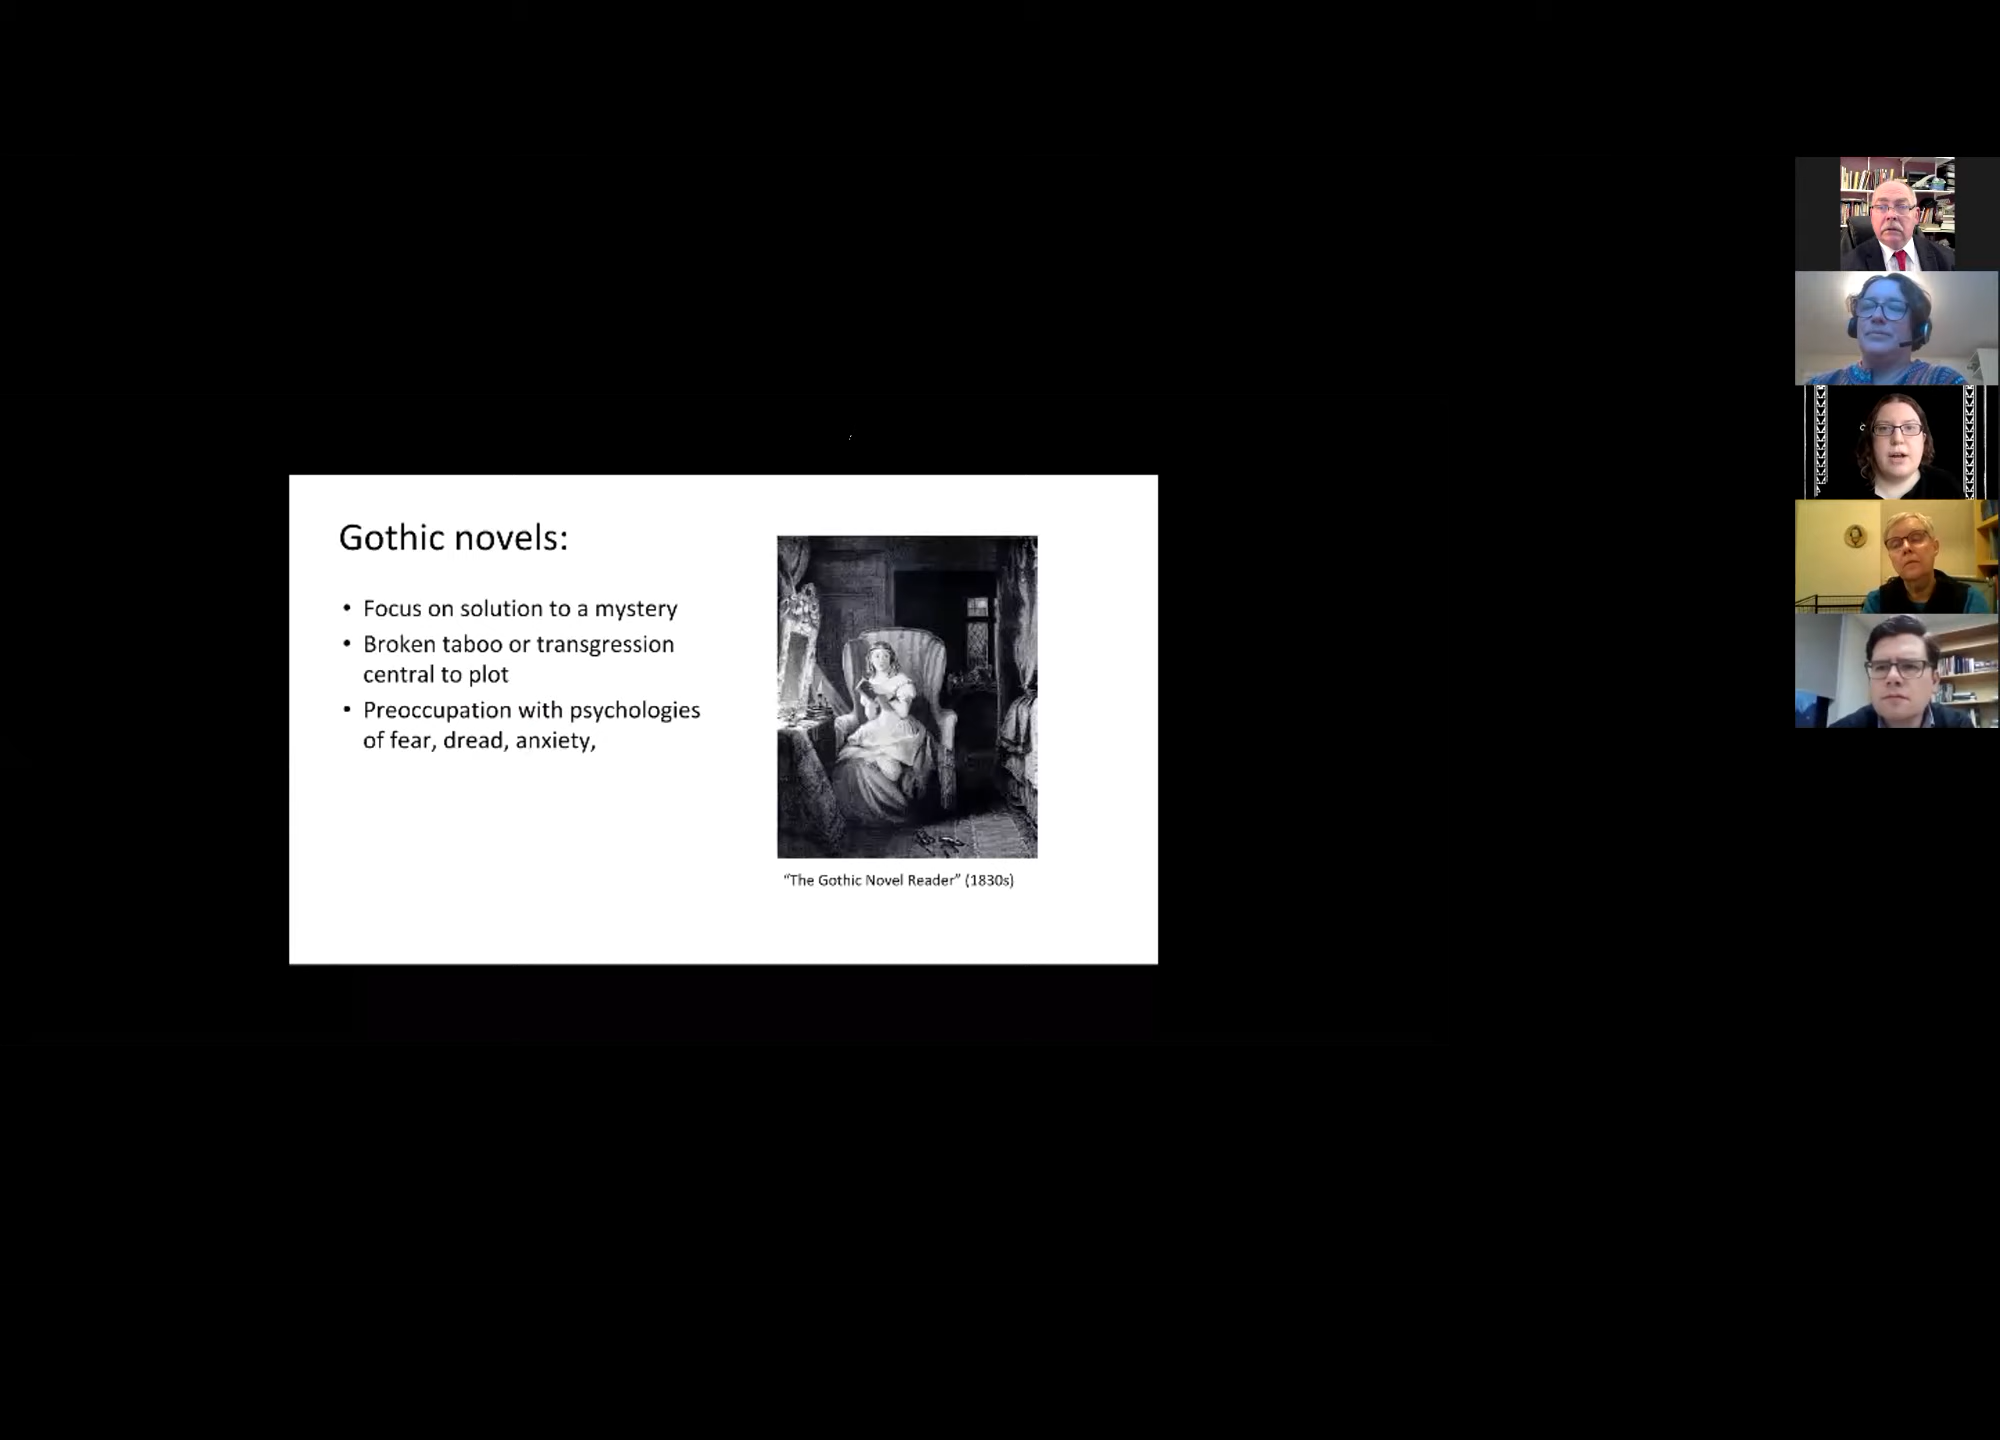 Gothic novels:
• Focus on solution to a mystery
• Broken taboo or transgression
central to plot
• Preoccupation with psychologies
of fear, dread, anxiety,
“The Gothic Novel Reader” (1830s)